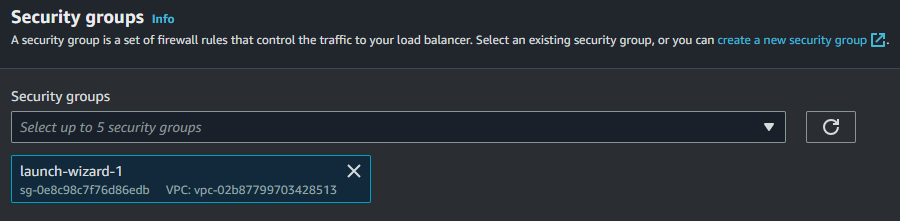 Security groups Info
A security group is a set of firewall rules that control the traffic to your load balancer. Select an existing security group, or you can create a new security group.
Security groups
Select up to 5 security groups
launch-wizard-1
sg-0e8c98c7f76d86edb VPC: vpc-02b87799703428513